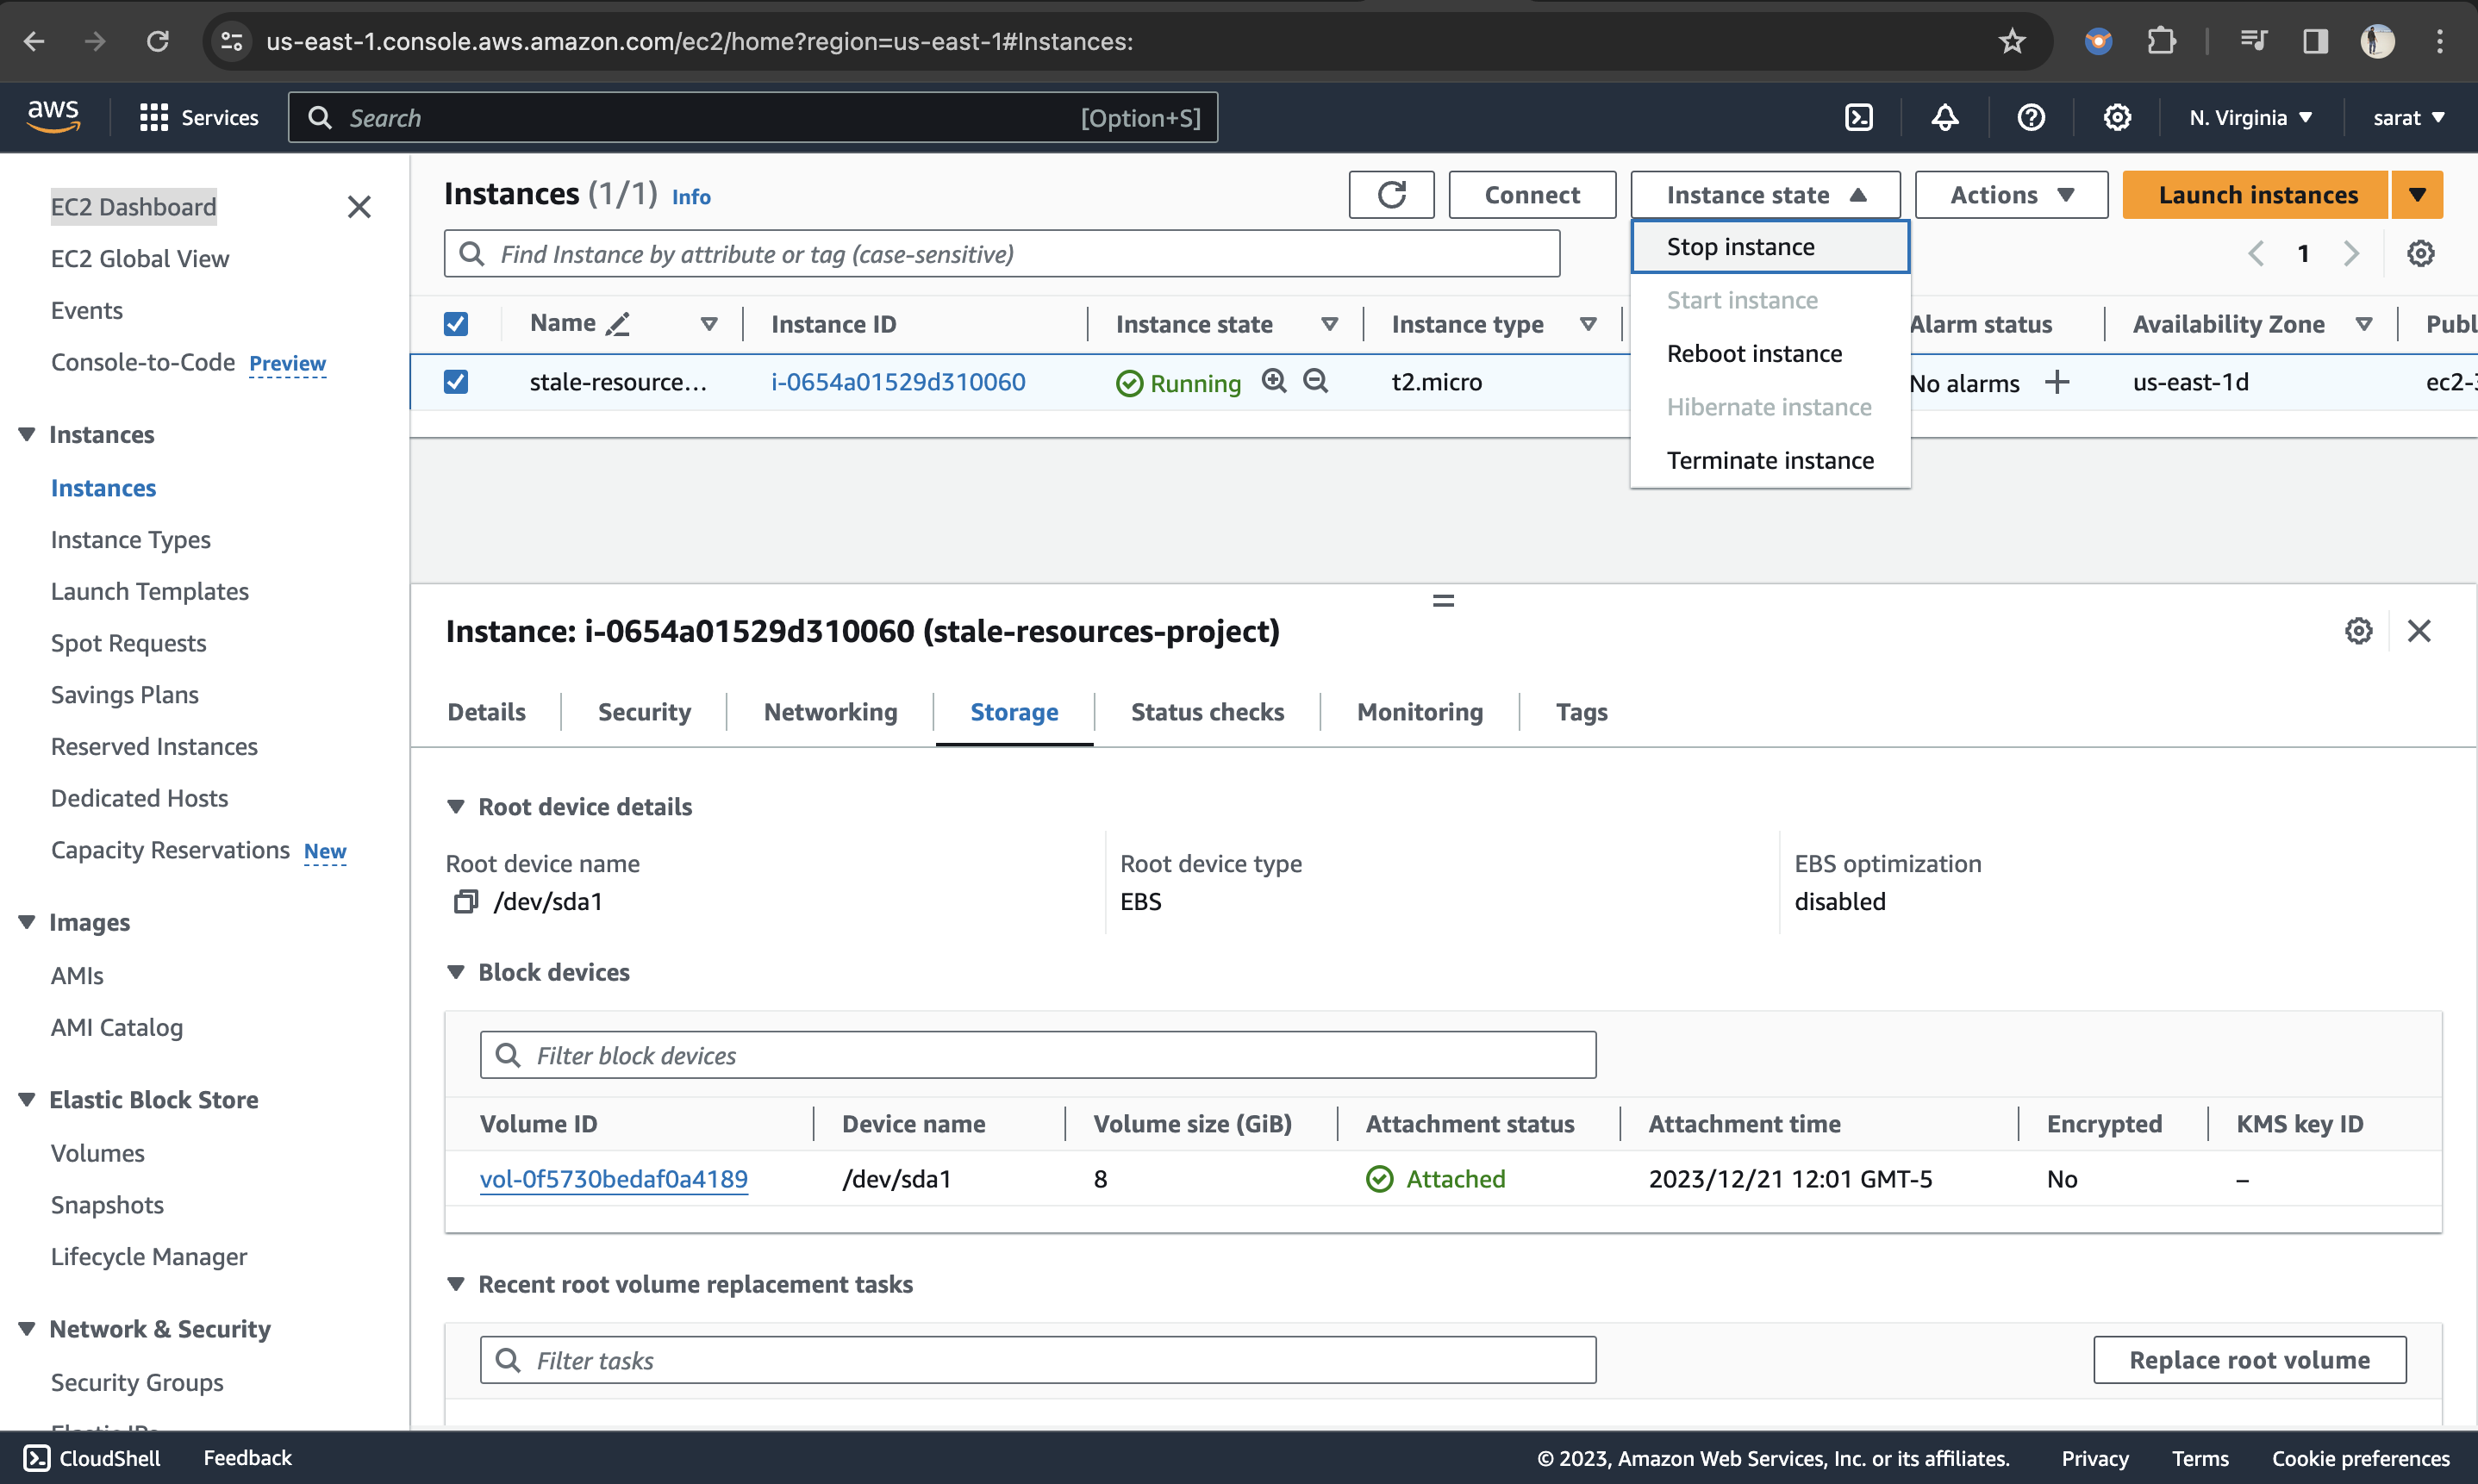 us-east-1.console.aws.amazon.com/ec2/home?region=us-east-1#Instances:
aws
Services
Search
[Option+S]
N. Virginia
sarat
EC2 Dashboard
EC2 Global View
Events
Console-to-Code Preview
Instances
Instances
Instance Types
Launch Templates
Spot Requests
Savings Plans
Reserved Instances
Dedicated Hosts
Capacity Reservations New
Images
AMIs
AMI Catalog
Elastic Block Store
Volumes
Snapshots
Lifecycle Manager
Network & Security
Security Groups
Instances (1/1) Info
Connect
Instance state
Actions
Launch instances
Find Instance by attribute or tag (case-sensitive)
1
Stop instance
Start instance
Reboot instance
Hibernate instance
Terminate instance
Name Instance ID Instance state Instance type Alarm status Availability Zone Publ
stale-resource... i-0654a01529d310060 Running t2.micro No alarms us-east-1d ec2-3
Instance: i-0654a01529d310060 (stale-resources-project)
Details Security Networking Storage Status checks Monitoring Tags
Root device details
Root device name Root device type EBS optimization
/dev/sda1 EBS disabled
Block devices
Filter block devices
Volume ID Device name Volume size (GiB) Attachment status Attachment time Encrypted KMS key ID
vol-0f5730bedaf0a4189 /dev/sda1 8 Attached 2023/12/21 12:01 GMT-5 No –
Recent root volume replacement tasks
Filter tasks
Replace root volume
CloudShell Feedback © 2023, Amazon Web Services, Inc. or its affiliates. Privacy Terms Cookie preferences